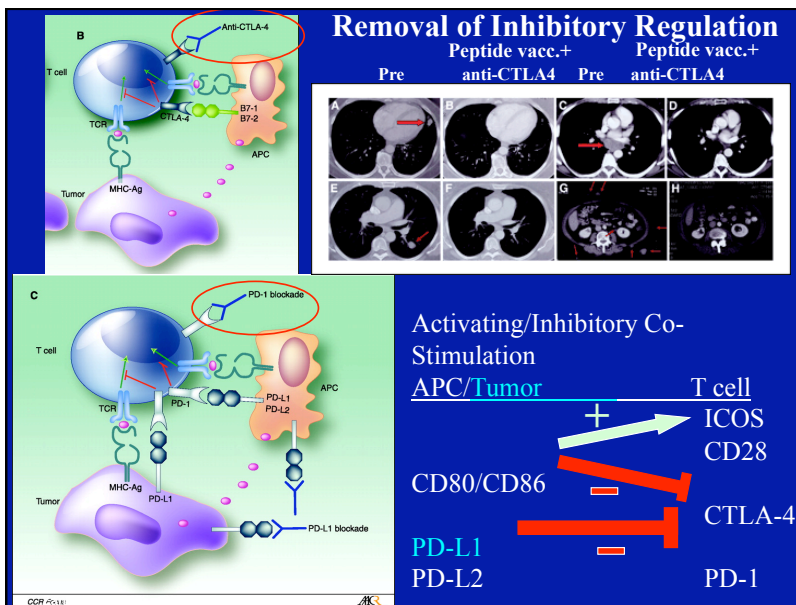 Removal of Inhibitory Regulation
Peptide vacc.+ Peptide vacc.+
Pre anti-CTLA4 Pre anti-CTLA4
B
Anti-CTLA-4
T cell
TCR
CTLA-4
B7-1
B7-2
APC
MHC-Ag
Tumor
A B C D
E F G H
C
PD-1 blockade
T cell
TCR
PD-1
PD-L1
PD-L2
APC
MHC-Ag
PD-L1
Tumor
PD-L1 blockade
CCR Focus
AACR
Activating/Inhibitory Co-
Stimulation
APC/Tumor T cell
+
ICOS
CD28
CD80/CD86
CTLA-4
PD-L1
PD-L2 PD-1